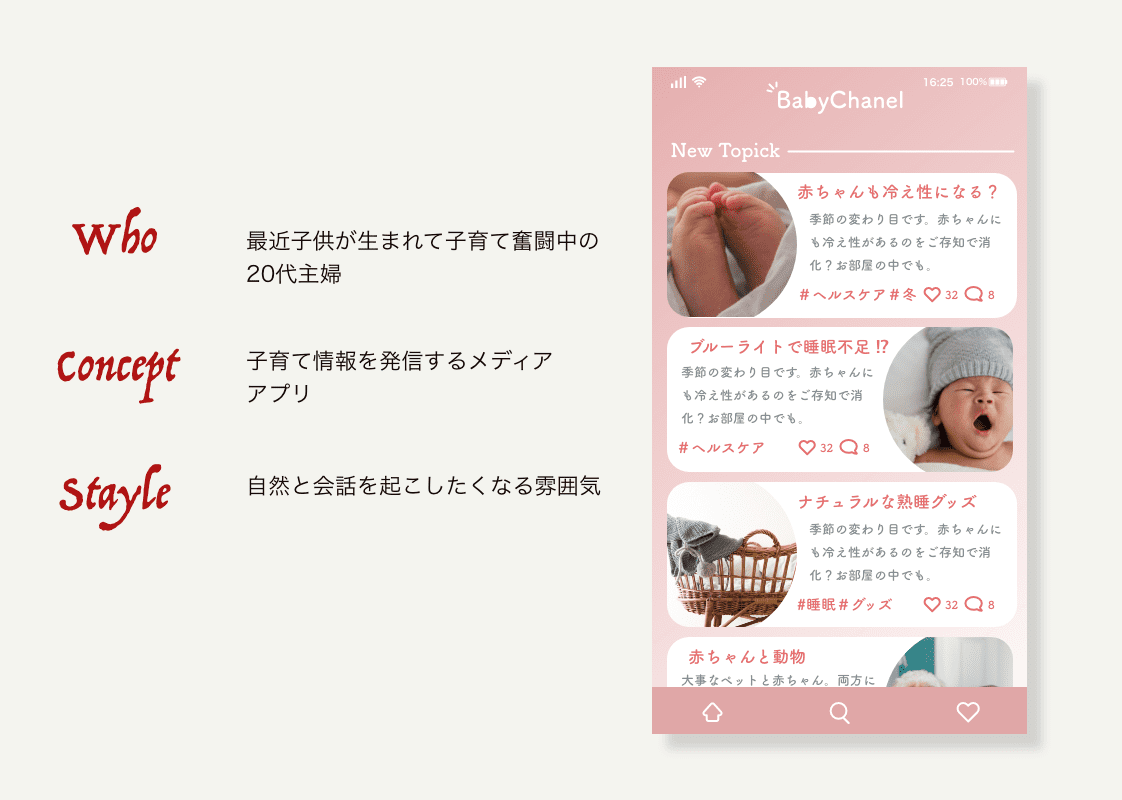 Who
最近子供が生まれて子育て奮闘中の
20代主婦
Concept
子育て情報を発信するメディア
アプリ
Stayle
自然と会話を起こしたくなる雰囲気
16:25 100%
BabyChanel
New Topick
赤ちゃんも冷え性になる？
季節の変わり目です。赤ちゃんに
も冷え性があるのをご存知で消
化？お部屋の中でも。
#ヘルスケア#冬 32 8
ブルーライトで睡眠不足⁉
季節の変わり目です。赤ちゃんに
も冷え性があるのをご存知で消
化？お部屋の中でも。
#ヘルスケア 32 8
ナチュラルな熟睡グッズ
季節の変わり目です。赤ちゃんに
も冷え性があるのをご存知で消
化？お部屋の中でも。
#睡眠#グッズ 32 8
赤ちゃんと動物
大事なペットと赤ちゃん。両方に